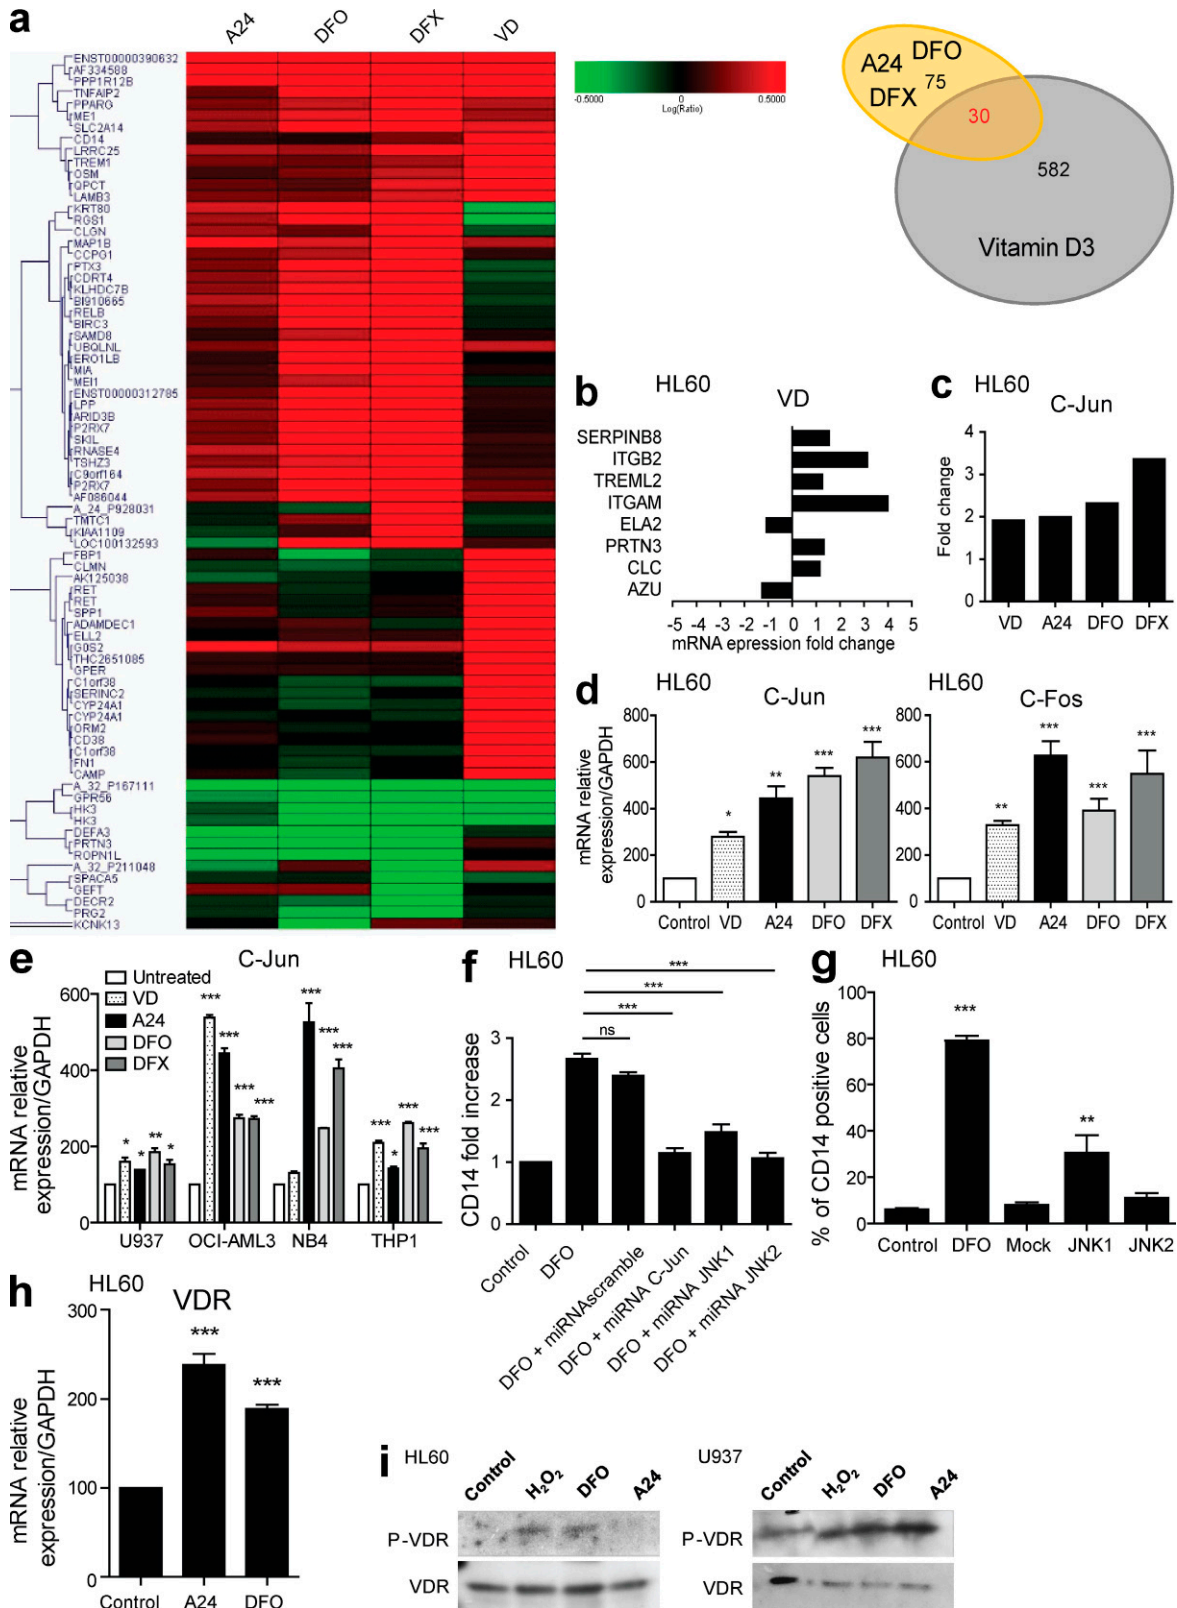 a
A24 DFO DFX VD
ENST00000390632
AF334588
PPP1R12B
TNFAIP2
PPARG
ME1
SLC2A14
CD14
LRRC25
TREM1
OSM
QPCT
LAMB3
KRT80
RGS1
CLGN
MAP1B
CCPG1
PTX3
CDRT4
KLHDC7B
BI910665
RELB
BIRC3
SAMD8
UBQLNL
ERO1LB
MIA
MEI1
ENST00000312785
LPP
ARID3B
P2RX7
SKIL
RNASE4
TSHZ3
C9orf164
P2RX7
AF086044
A_24_P928031
TMTC1
KIAA1109
LOC100132593
FBP1
CLMN
AK125038
RET
RET
SPP1
ADAMDEC1
ELL2
G0S2
THC2651085
GPER
C1orf38
SERINC2
CYP24A1
CYP24A1
ORM2
CD38
C1orf38
FN1
CAMP
A_32_P167111
GPR56
HK3
HK3
DEFA3
PRTN3
ROPN1L
A_32_P211048
SPACA5
GEFT
DECR2
PRG2
KCNK13
-0.5000 0 0.5000
Log(Ratio)
A24 DFO
75
DFX
30
582
Vitamin D3
b HL60
VD
SERPINB8
ITGB2
TREML2
ITGAM
ELA2
PRTN3
CLC
AZU
-5 -4 -3 -2 -1 0 1 2 3 4 5
mRNA epression fold change
c HL60
C-Jun
Fold change
4
3
2
1
0
VD A24 DFO DFX
d HL60
C-Jun
mRNA relative
expression/GAPDH
800
600
400
200
0
* ** *** ***
Control VD A24 DFO DFX
HL60
C-Fos
800
600
400
200
0
** *** *** ***
Control VD A24 DFO DFX
e
C-Jun
Untreated
VD
A24
DFO
DFX
mRNA relative
expression/GAPDH
600
400
200
0
* * ** *
*** *** *** ***
*** *** ***
*** * *** ***
U937 OCI-AML3 NB4 THP1
f HL60
CD14 fold increase
3
2
1
0
***
***
***
ns
Control
DFO
DFO + miRNAscramble
DFO + miRNA C-Jun
DFO + miRNA JNK1
DFO + miRNA JNK2
g HL60
% of CD14 positive cells
100
80
60
40
20
0
*** **
Control DFO Mock JNK1 JNK2
h HL60
VDR
mRNA relative
expression/GAPDH
300
200
100
0
*** ***
Control A24 DFO
i HL60
Control H₂O₂ DFO A24
P-VDR
VDR
U937
Control H₂O₂ DFO A24
P-VDR
VDR